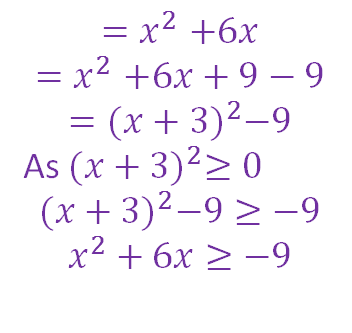 = x² +6x
= x² +6x + 9 − 9
= (x + 3)²−9
As (x + 3)²≥ 0
(x + 3)²−9 ≥ −9
x² + 6x ≥ −9